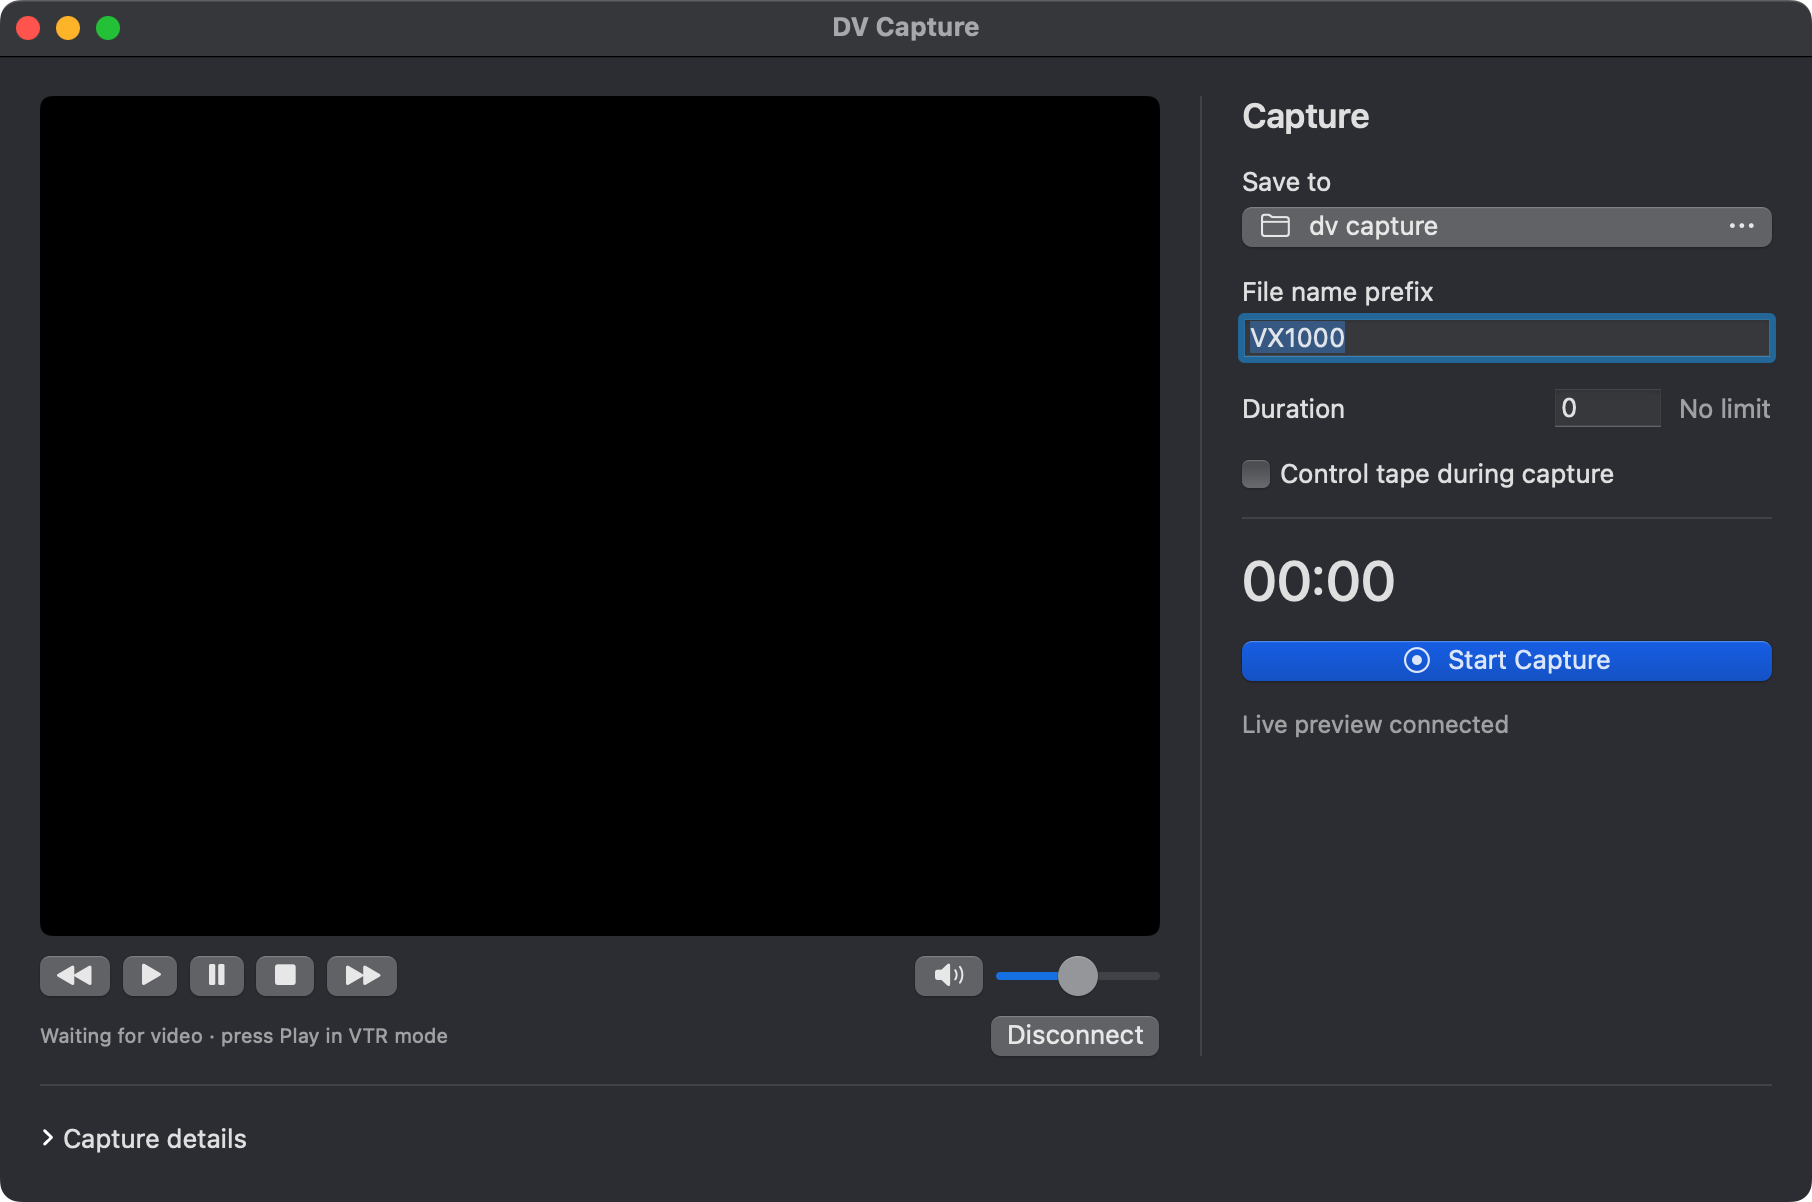 DV Capture
Capture
Save to
dv capture
File name prefix
VX1000
Duration 0 No limit
Control tape during capture
00:00
Start Capture
Live preview connected
Waiting for video · press Play in VTR mode
Disconnect
Capture details